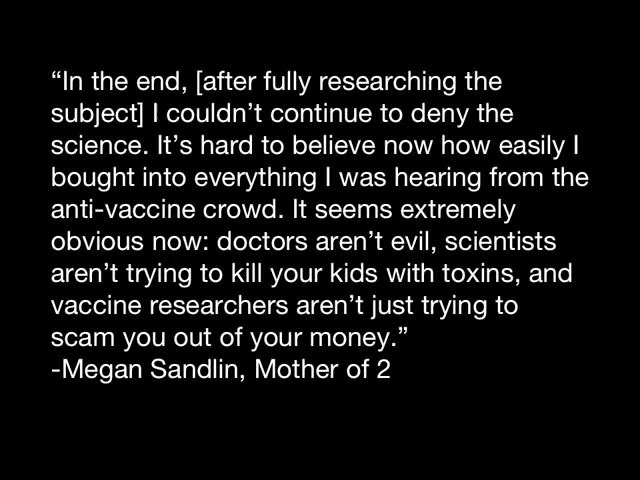 “In the end, [after fully researching the
subject] I couldn’t continue to deny the
science. It’s hard to believe now how easily I
bought into everything I was hearing from the
anti-vaccine crowd. It seems extremely
obvious now: doctors aren’t evil, scientists
aren’t trying to kill your kids with toxins, and
vaccine researchers aren’t just trying to
scam you out of your money.”
-Megan Sandlin, Mother of 2